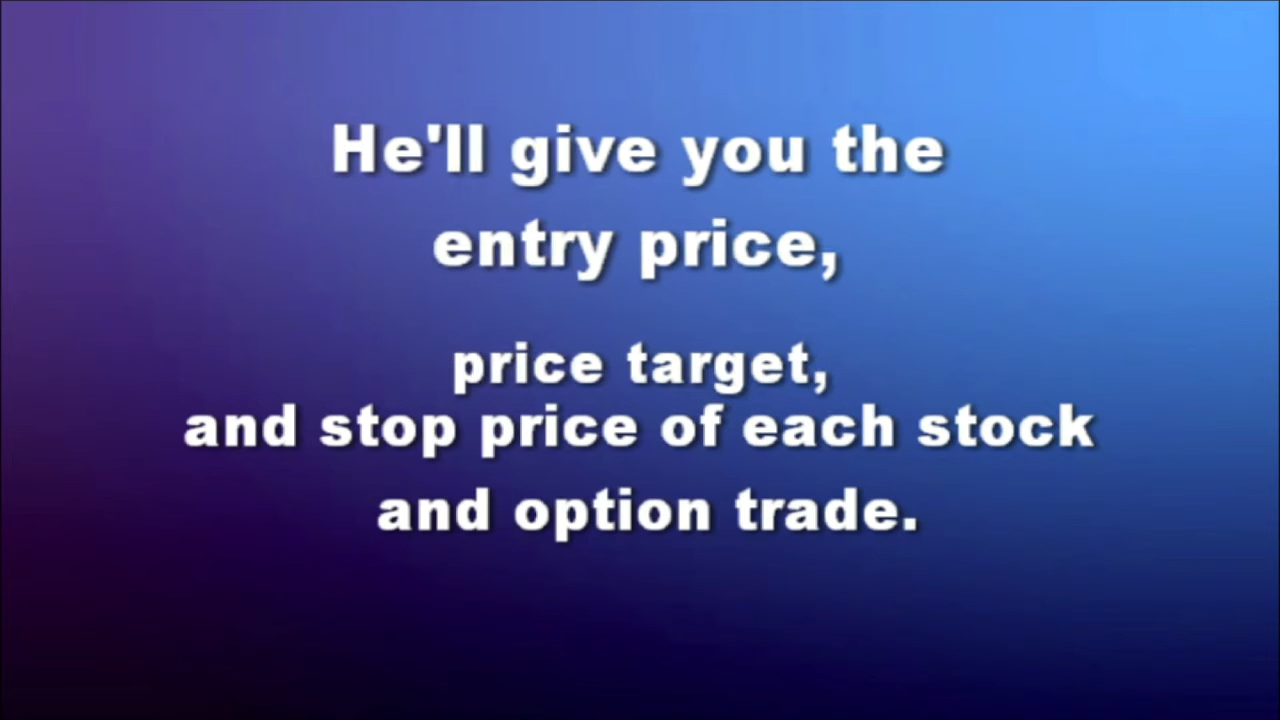 He'll give you the
entry price,
price target,
and stop price of each stock
and option trade.